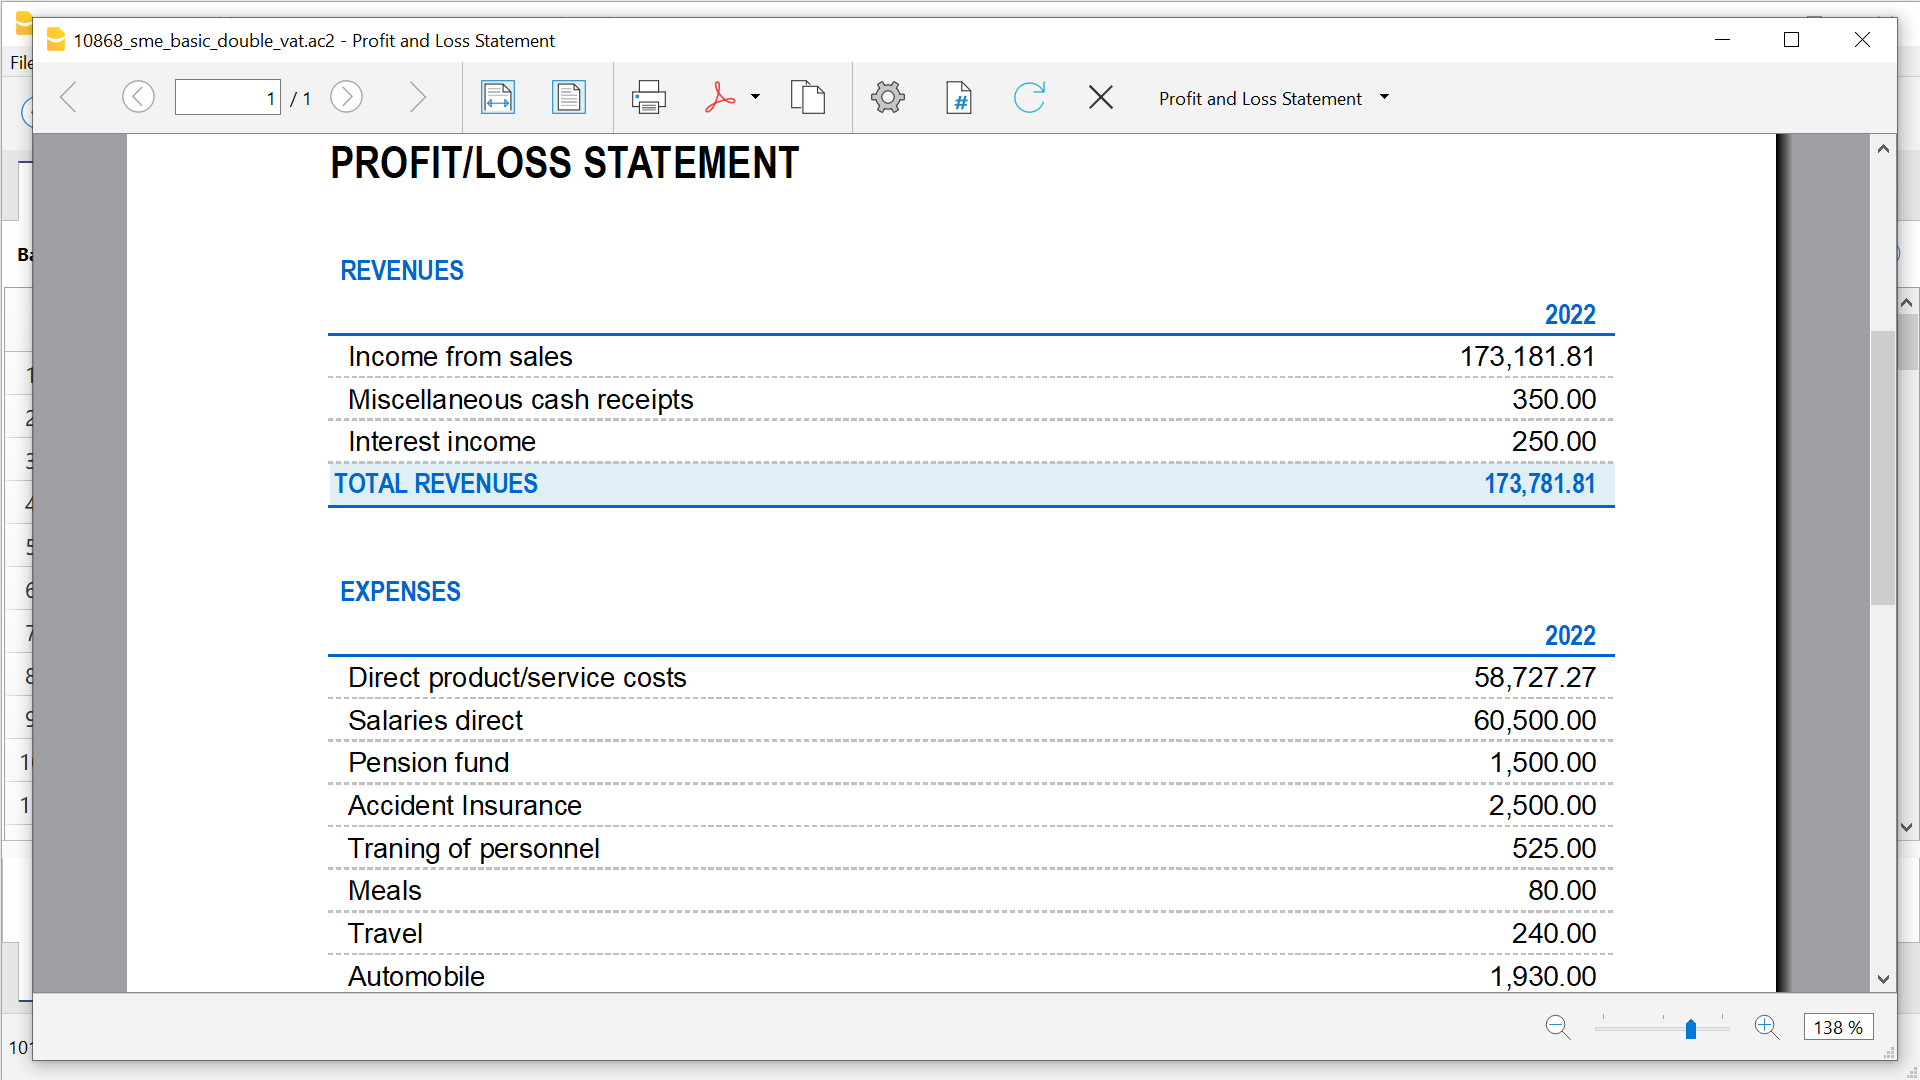 10868_sme_basic_double_vat.ac2 - Profit and Loss Statement
File
1 / 1
Profit and Loss Statement
PROFIT/LOSS STATEMENT
REVENUES
2022
Income from sales 173,181.81
Miscellaneous cash receipts 350.00
Interest income 250.00
TOTAL REVENUES 173,781.81
EXPENSES
2022
Direct product/service costs 58,727.27
Salaries direct 60,500.00
Pension fund 1,500.00
Accident Insurance 2,500.00
Traning of personnel 525.00
Meals 80.00
Travel 240.00
Automobile 1,930.00
138 %